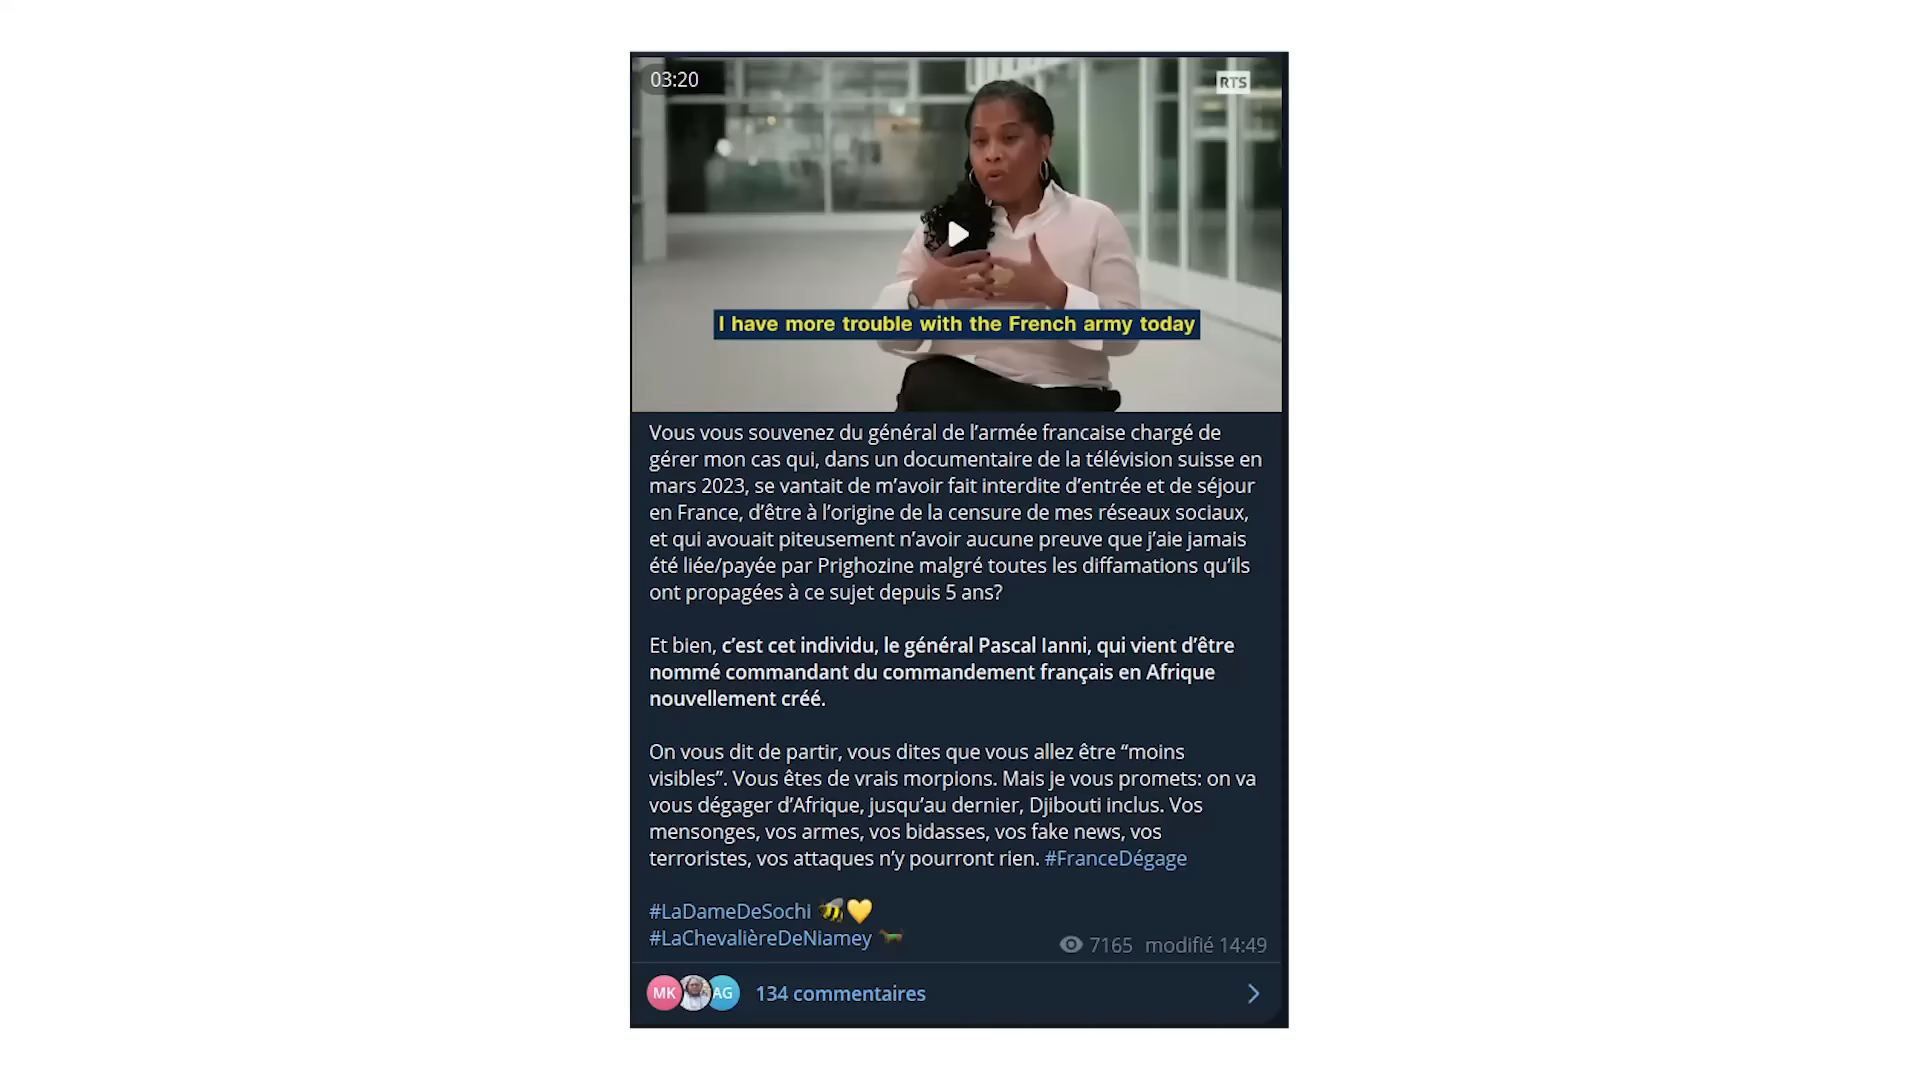 03:20
RTS
I have more trouble with the French army today
Vous vous souvenez du général de l’armée francaise chargé de
gérer mon cas qui, dans un documentaire de la télévision suisse en
mars 2023, se vantait de m’avoir fait interdite d’entrée et de séjour
en France, d’être à l’origine de la censure de mes réseaux sociaux,
et qui avouait piteusement n’avoir aucune preuve que j’aie jamais
été liée/payée par Prighozine malgré toutes les diffamations qu’ils
ont propagées à ce sujet depuis 5 ans?
Et bien, c’est cet individu, le général Pascal Ianni, qui vient d’être
nommé commandant du commandement français en Afrique
nouvellement créé.
On vous dit de partir, vous dites que vous allez être “moins
visibles”. Vous êtes de vrais morpions. Mais je vous promets: on va
vous dégager d’Afrique, jusqu’au dernier, Djibouti inclus. Vos
mensonges, vos armes, vos bidasses, vos fake news, vos
terroristes, vos attaques n’y pourront rien. #FranceDégage
#LaDameDeSochi 🐝💛
#LaChevalièreDeNiamey 🐕
7165 modifié 14:49
MK AG 134 commentaires